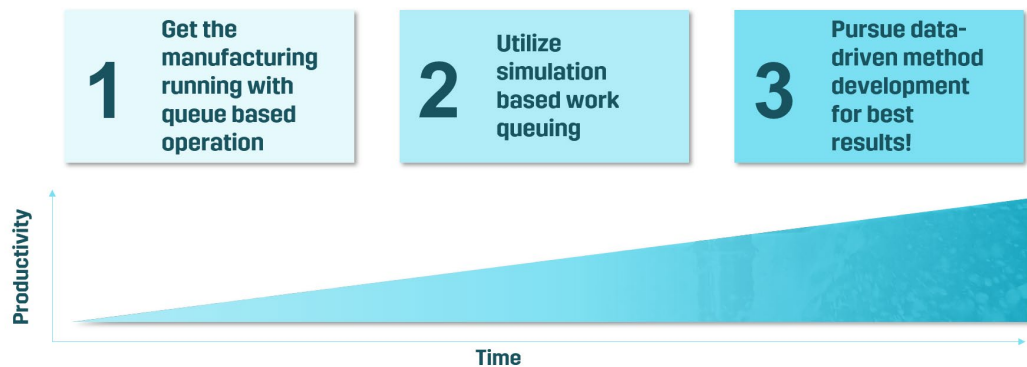 1
Get the
manufacturing
running with
queue based
operation
2
Utilize
simulation
based work
queuing
3
Pursue data-
driven method
development
for best
results!
Productivity
Time